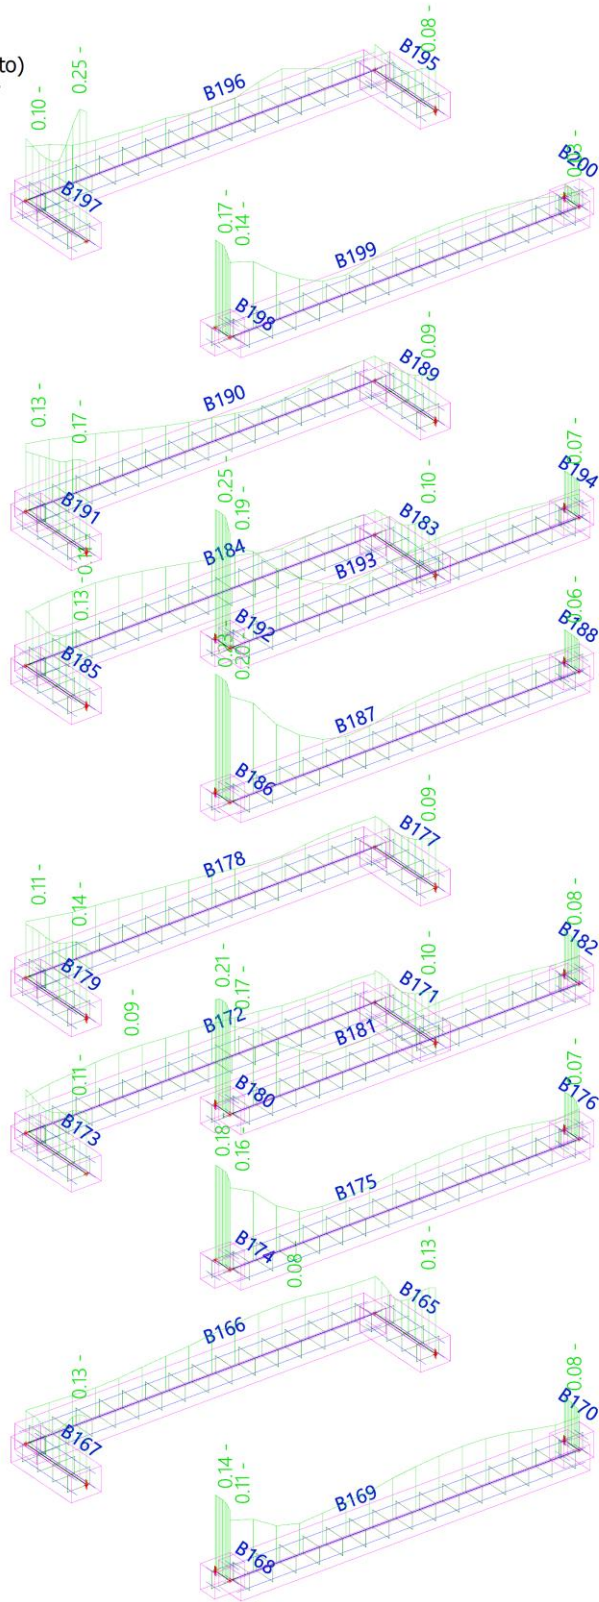 to)
0.08 -
B195
0.25 -
B196
0.10 -
B197
B200
0.17 -
0.14 -
B199
B198
0.09 -
B189
B190
0.13 -
0.17 -
B191
0.07 -
B194
0.25 -
0.19 -
0.10 -
B183
B184
B193
0.13 -
B192
B185
0.06 -
B188
0.20 -
B187
B186
0.09 -
B177
B178
0.11 -
0.14 -
B179
0.08 -
B182
0.09 -
0.21 -
0.17 -
0.10 -
B171
B172
B181
0.11 -
B180
B173
0.07 -
B176
0.18 -
0.16 -
B175
B174
0.08
0.13 -
B165
B166
0.13 -
B167
0.08 -
B170
0.14 -
0.11 -
B169
B168